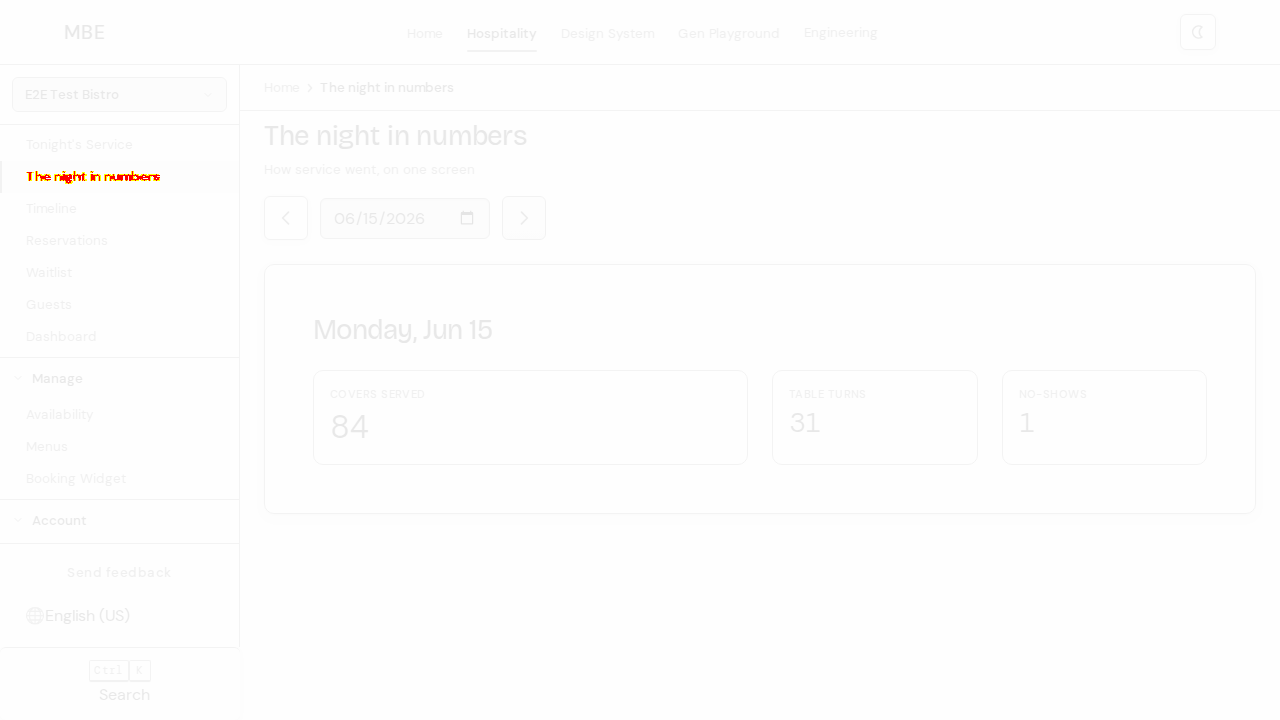 MBE
Home
Hospitality
Design System
Gen Playground
Engineering
E2E Test Bistro
Home > The night in numbers
Tonight's Service
The night in numbers
Timeline
Reservations
Waitlist
Guests
Dashboard
Manage
Availability
Menus
Booking Widget
Account
Send feedback
English (US)
Ctrl K
Search
The night in numbers
How service went, on one screen
06/15/2026
Monday, Jun 15
COVERS SERVED
84
TABLE TURNS
31
NO-SHOWS
1